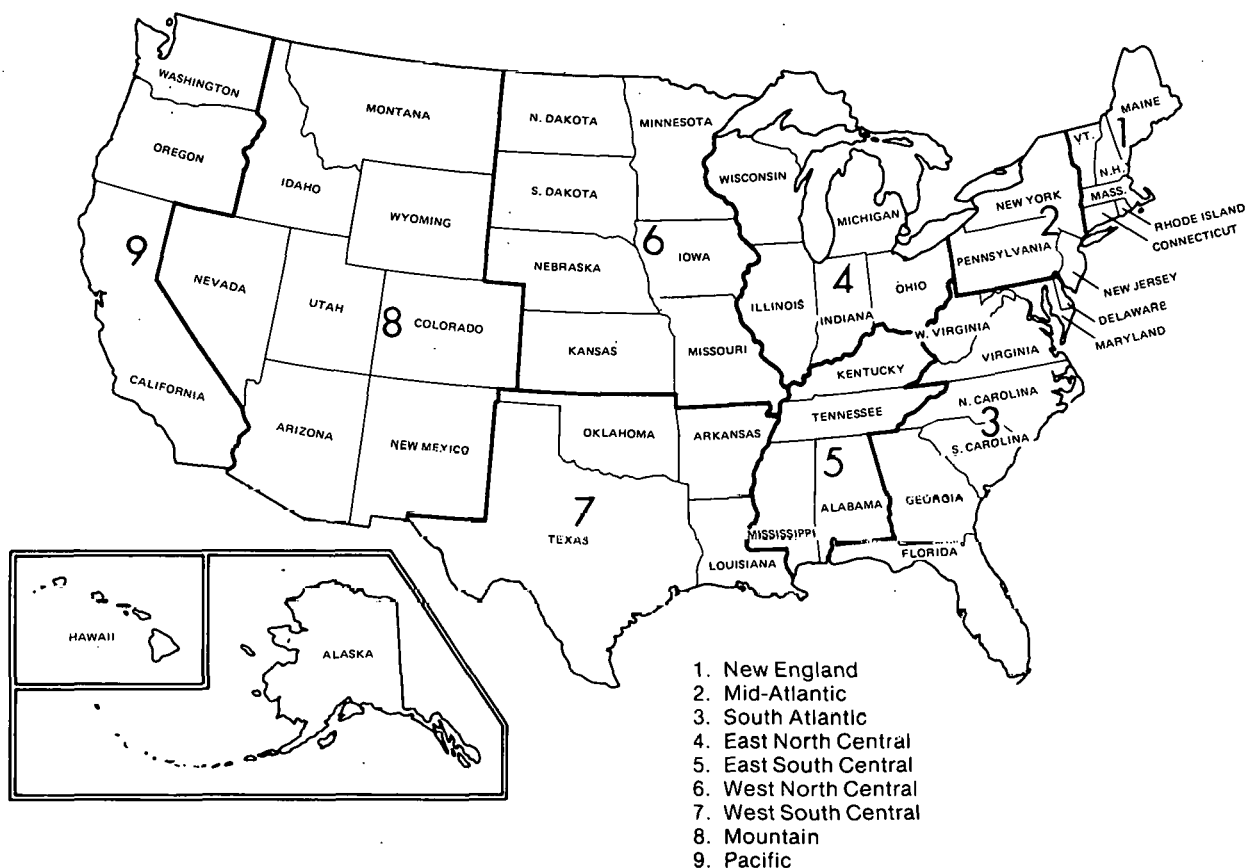 WASHINGTON
MONTANA
N. DAKOTA
MINNESOTA
MAINE
1
VT.
OREGON
IDAHO
S. DAKOTA
WISCONSIN
N.H.
MASS.
WYOMING
MICHIGAN
NEW YORK
RHODE ISLAND
CONNECTICUT
9
6
IOWA
2
PENNSYLVANIA
NEVADA
NEBRASKA
4
OHIO
NEW JERSEY
UTAH
8
COLORADO
ILLINOIS
INDIANA
DELAWARE
W. VIRGINIA
MARYLAND
KANSAS
MISSOURI
VIRGINIA
CALIFORNIA
KENTUCKY
N. CAROLINA
TENNESSEE
3
ARIZONA
NEW MEXICO
OKLAHOMA
ARKANSAS
S. CAROLINA
5
GEORGIA
ALABAMA
7
TEXAS
MISSISSIPPI
FLORIDA
LOUISIANA
HAWAII
ALASKA
1. New England
2. Mid-Atlantic
3. South Atlantic
4. East North Central
5. East South Central
6. West North Central
7. West South Central
8. Mountain
9. Pacific